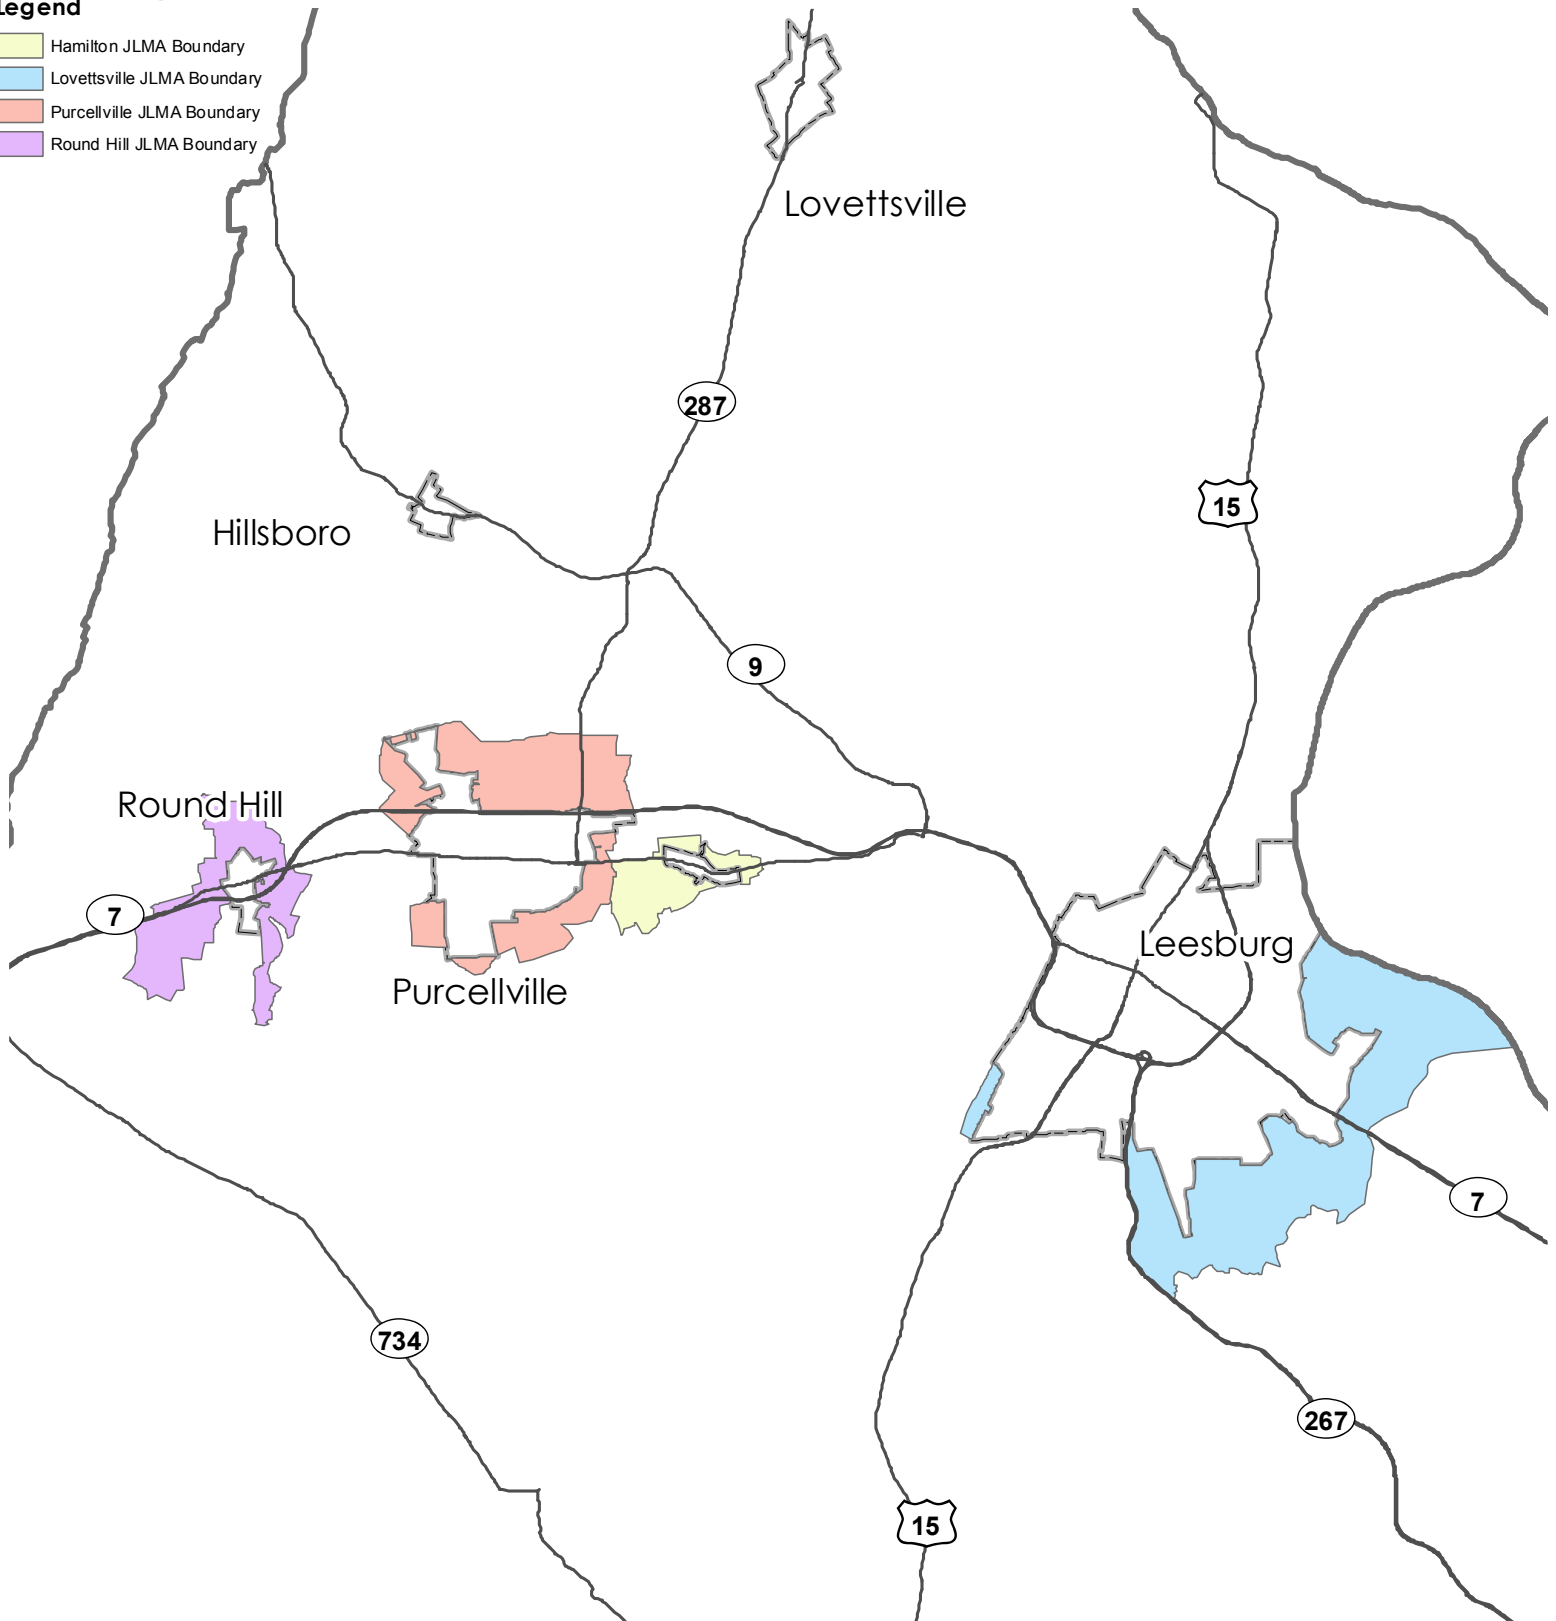 Legend
Hamilton JLMA Boundary
Lovettsville JLMA Boundary
Purcellville JLMA Boundary
Round Hill JLMA Boundary
Lovettsville
287
15
Hillsboro
9
Round Hill
7
Leesburg
Purcellville
7
734
267
15